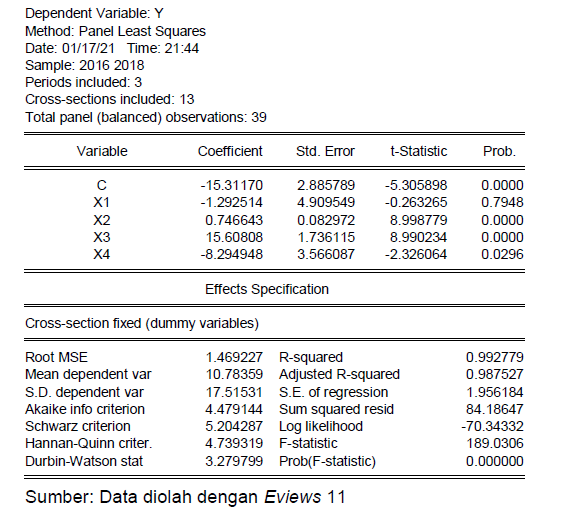 Dependent Variable: Y
Method: Panel Least Squares
Date: 01/17/21 Time: 21:44
Sample: 2016 2018
Periods included: 3
Cross-sections included: 13
Total panel (balanced) observations: 39
Variable Coefficient Std. Error t-Statistic Prob.
C -15.31170 2.885789 -5.305898 0.0000
X1 -1.292514 4.909549 -0.263265 0.7948
X2 0.746643 0.082972 8.998779 0.0000
X3 15.60808 1.736115 8.990234 0.0000
X4 -8.294948 3.566087 -2.326064 0.0296
Effects Specification
Cross-section fixed (dummy variables)
Root MSE 1.469227 R-squared 0.992779
Mean dependent var 10.78359 Adjusted R-squared 0.987527
S.D. dependent var 17.51531 S.E. of regression 1.956184
Akaike info criterion 4.479144 Sum squared resid 84.18647
Schwarz criterion 5.204287 Log likelihood -70.34332
Hannan-Quinn criter. 4.739319 F-statistic 189.0306
Durbin-Watson stat 3.279799 Prob(F-statistic) 0.000000
Sumber: Data diolah dengan Eviews 11